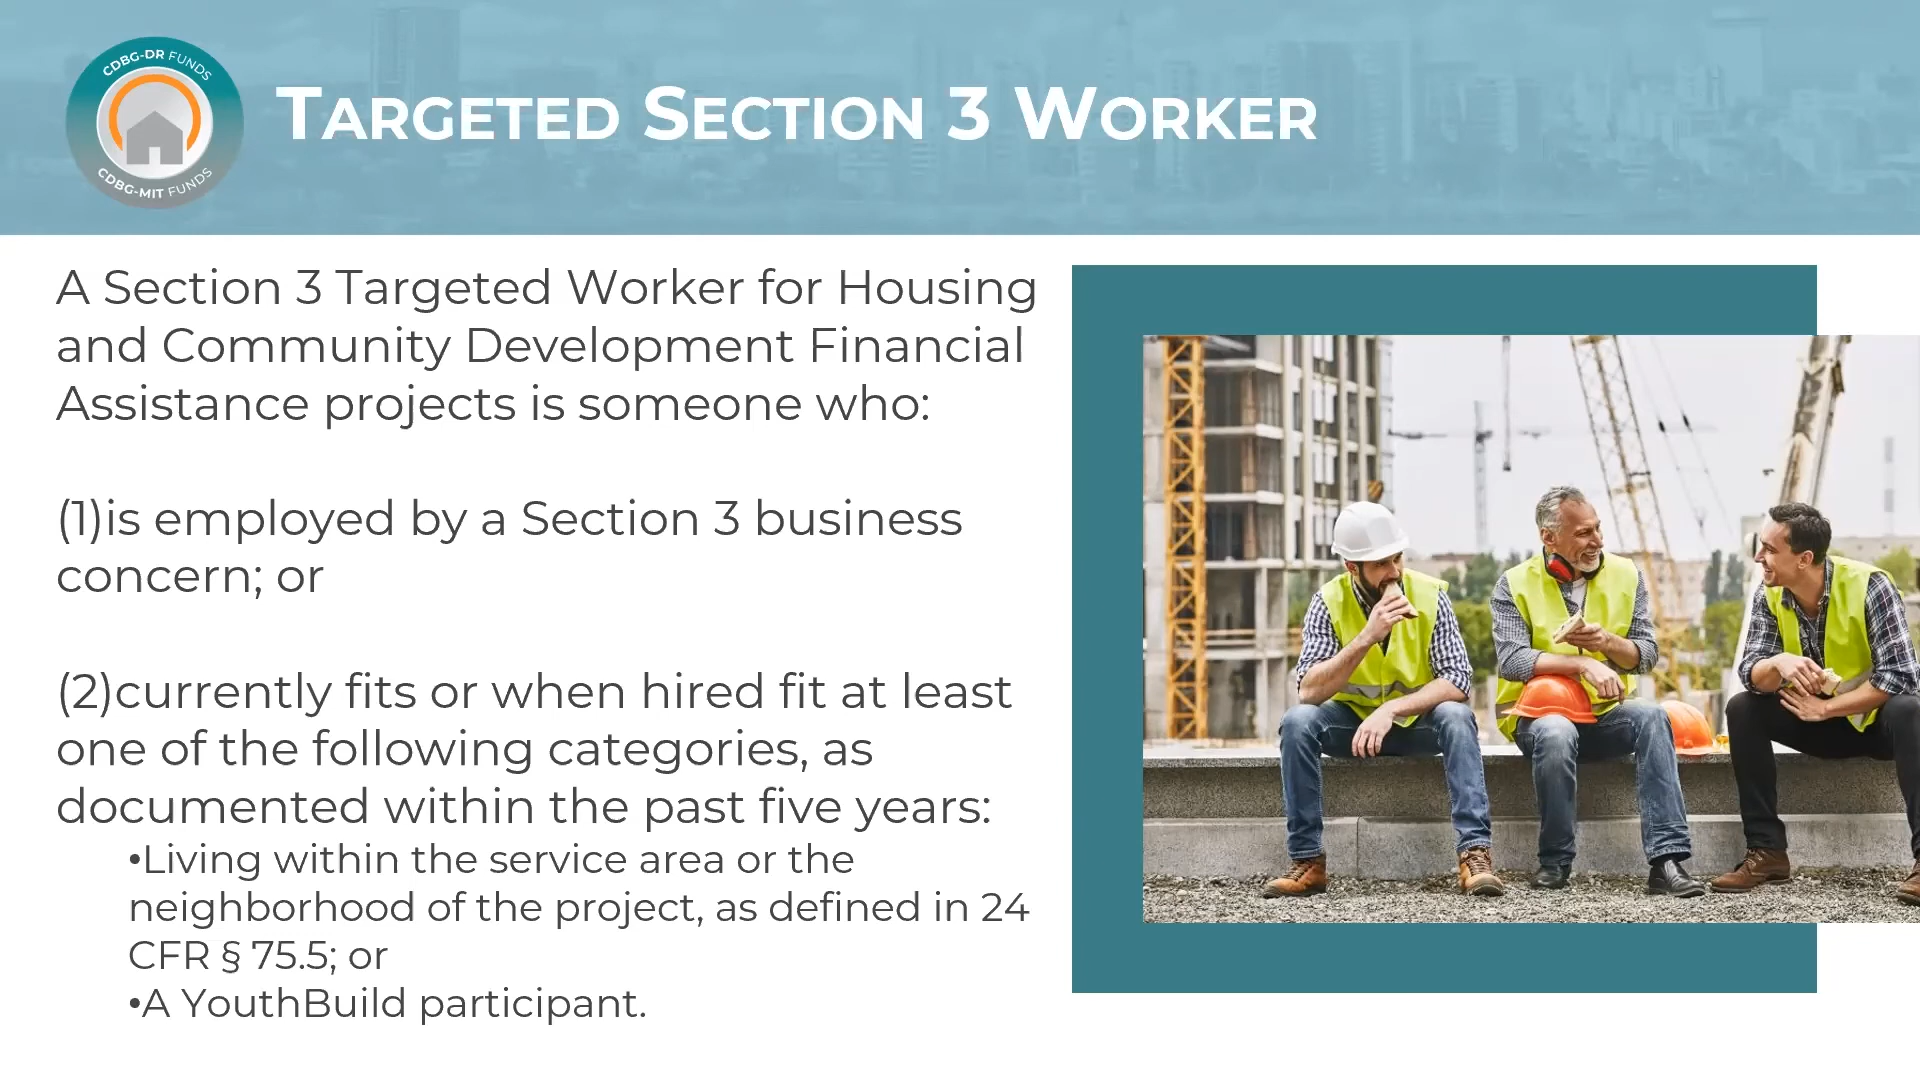 CDBG-DR FUNDS
CDBG-MIT FUNDS
TARGETED SECTION 3 WORKER
A Section 3 Targeted Worker for Housing
and Community Development Financial
Assistance projects is someone who:
(1)is employed by a Section 3 business
concern; or
(2)currently fits or when hired fit at least
one of the following categories, as
documented within the past five years:
•Living within the service area or the
neighborhood of the project, as defined in 24
CFR § 75.5; or
•A YouthBuild participant.